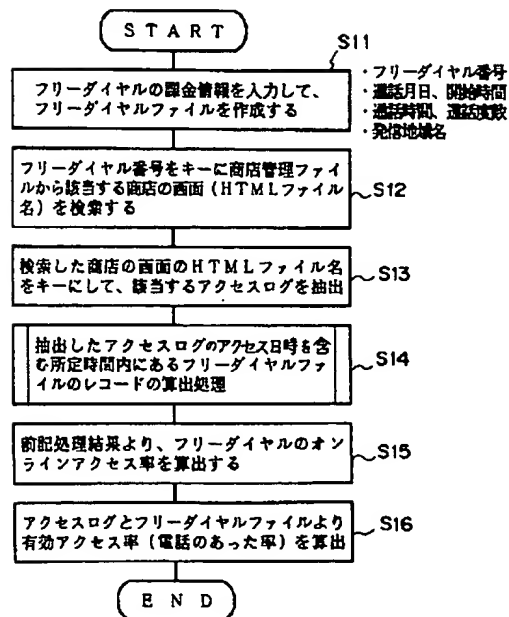 START
S11
フリーダイヤルの課金情報を入力して、
フリーダイヤルファイルを作成する
・フリーダイヤル番号
・通話月日、開始時間
・通話時間、通話度数
・発信地域名
フリーダイヤル番号をキーに商店管理ファ
イルから該当する商店の画面(HTMLファイル
名)を検索する
S12
検索した商店の画面のHTMLファイル名
をキーにして、該当するアクセスログを抽出
S13
抽出したアクセスログのアクセス日時を含
む所定時間内にあるフリーダイヤルファ
イルのレコードの算出処理
S14
前記処理結果より、フリーダイヤルのオン
ラインアクセス率を算出する
S15
アクセスログとフリーダイヤルファイルより
有効アクセス率(電話のあった率)を算出
S16
END